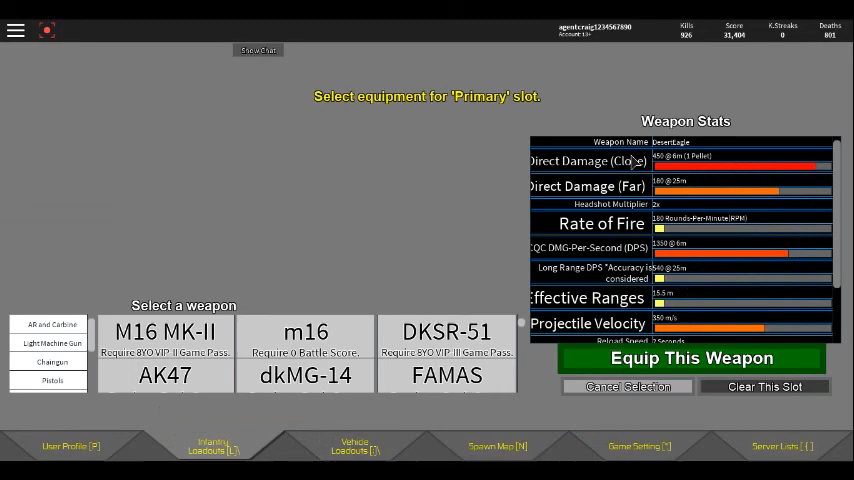 agentcraig1234567890
Account: 13+
Kills
926
Score
31,404
K.Streaks
0
Deaths
801
Show Chat
Select equipment for 'Primary' slot.
Weapon Stats
Weapon Name DesertEagle
Direct Damage (Close) 450 @ 6m (1 Pellet)
Direct Damage (Far) 180 @ 25m
Headshot Multiplier 2x
Rate of Fire 180 Rounds-Per-Minute(RPM)
CQC DMG-Per-Second (DPS) 1350 @ 6m
Long Range DPS *Accuracy is considered 540 @ 25m
Effective Ranges 15.5 m
Projectile Velocity 350 m/s
Reload Speed 2 Seconds
Select a weapon
AR and Carbine
Light Machine Gun
Chaingun
Pistols
M16 MK-II
Require 8YO VIP-II Game Pass.
m16
Require 0 Battle Score.
DKSR-51
Require 8YO VIP-III Game Pass.
AK47
dkMG-14
FAMAS
Equip This Weapon
Cancel Selection
Clear This Slot
User Profile [P]
Infantry
Loadouts [L]\
Vehicle
Loadouts [;]\
Spawn Map [N]
Game Setting [*]
Server Lists [ { ]